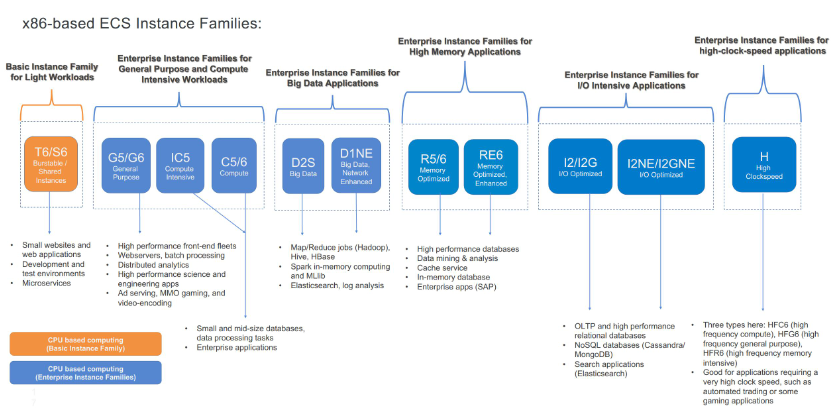 x86-based ECS Instance Families:
Basic Instance Family
for Light Workloads
Enterprise Instance Families for
General Purpose and Compute
Intensive Workloads
Enterprise Instance Families for
Big Data Applications
Enterprise Instance Families for
High Memory Applications
Enterprise Instance Families for
I/O Intensive Applications
Enterprise Instance Families for
high-clock-speed applications
T6/S6
Burstable /
Shared
Instances
G5/G6
General
Purpose
IC5
Compute
Intensive
C5/6
Compute
D2S
Big Data
D1NE
Big Data,
Network
Enhanced
R5/6
Memory
Optimized
RE6
Memory
Optimized,
Enhanced
I2/I2G
I/O Optimized
I2NE/I2GNE
I/O Optimized
H
High
Clockspeed
• Small websites and
web applications
• Development and
test environments
• Microservices
• High performance front-end fleets
• Webservers, batch processing
• Distributed analytics
• High performance science and
engineering apps
• Ad serving, MMO gaming, and
video-encoding
• Small and mid-size databases,
data processing tasks
• Enterprise applications
• Map/Reduce jobs (Hadoop),
Hive, HBase
• Spark in-memory computing
and MLlib
• Elasticsearch, log analysis
• High performance databases
• Data mining & analysis
• Cache service
• In-memory database
• Enterprise apps (SAP)
• OLTP and high performance
relational databases
• NoSQL databases (Cassandra/
MongoDB)
• Search applications
(Elasticsearch)
• Three types here: HFC6 (high
frequency compute), HFG6 (high
frequency general purpose),
HFR6 (high frequency memory
intensive)
• Good for applications requiring a
very high clock speed, such as
automated trading or some
gaming applications
CPU based computing
(Basic Instance Family)
CPU based computing
(Enterprise Instance Families)